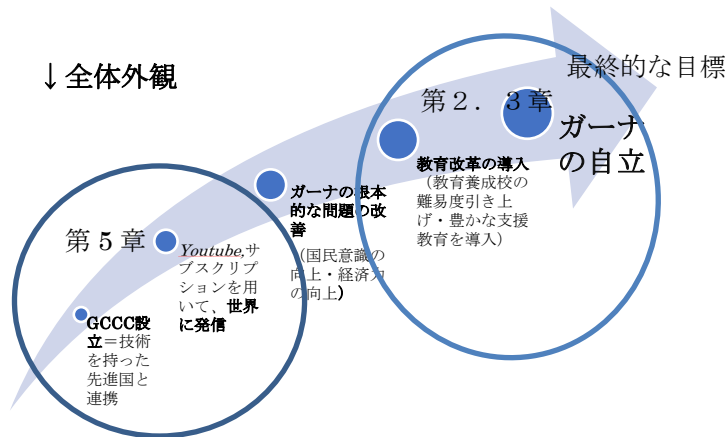 ↓全体外観
最終的な目標
第２．３章
ガーナ
の自立
教育改革の導入
（教育養成校の
難易度引き上
げ・豊かな支援
教育を導入）
ガーナの根本
的な問題の改
善
（国民意識の
向上・経済力
の向上）
第５章
Youtube,サ
ブスクリプ
ションを用
いて、世界
に発信
GCCC設
立＝技術
を持った
先進国と
連携